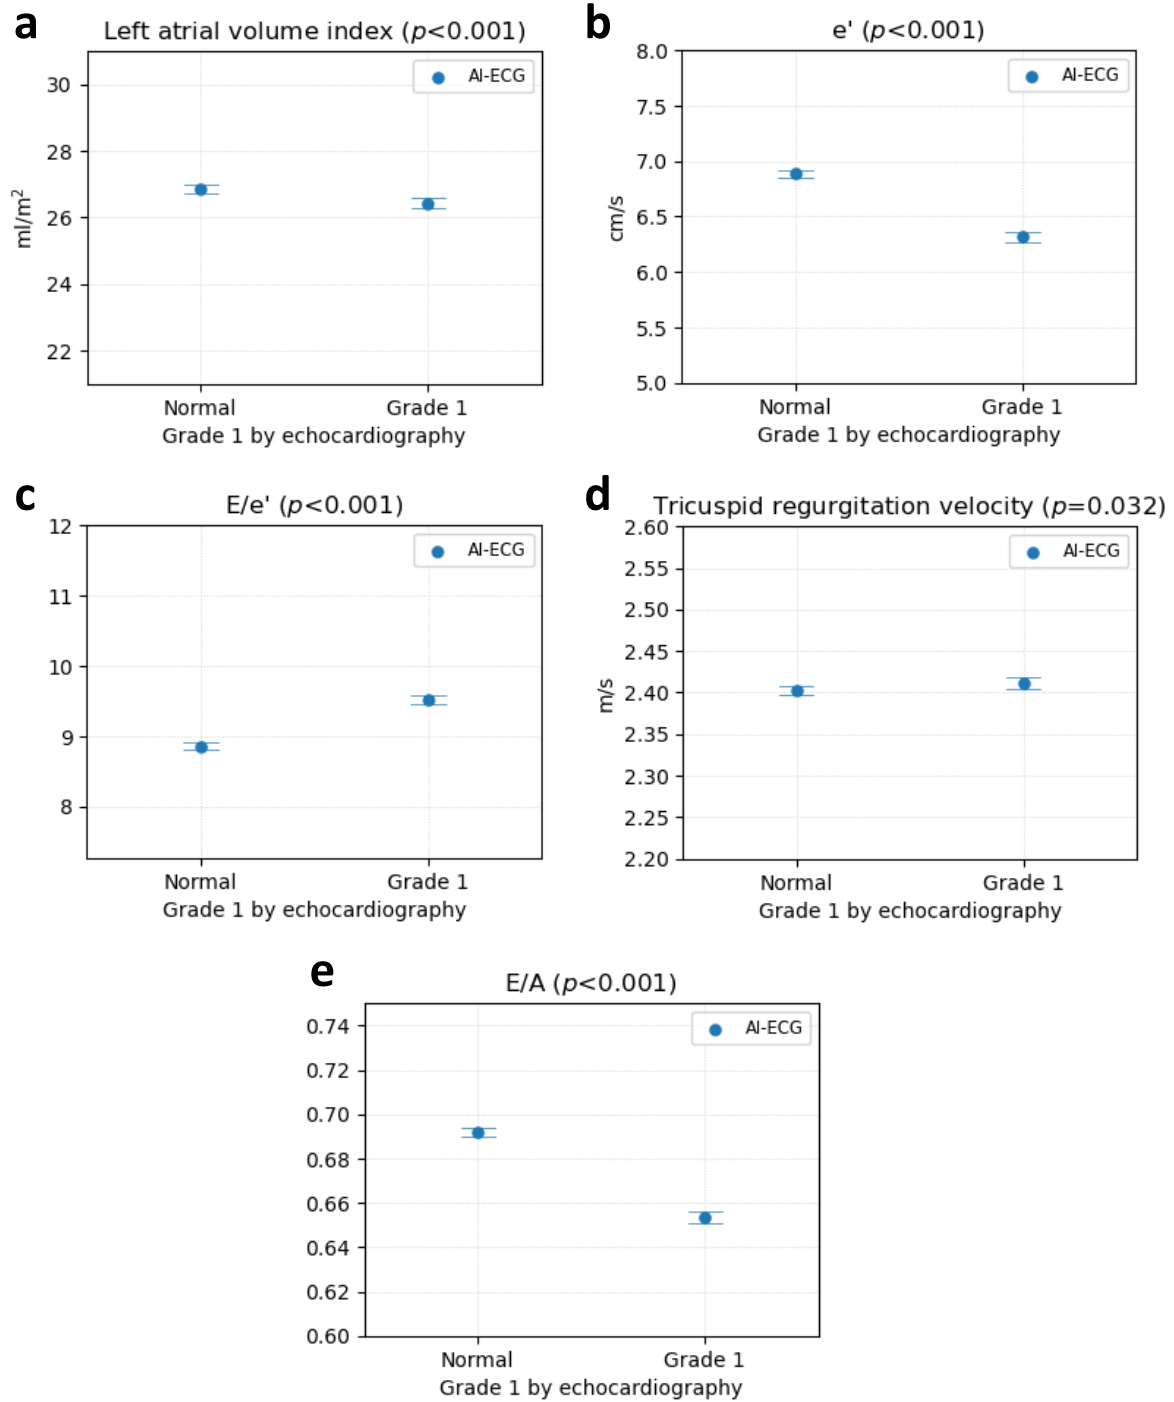 a
Left atrial volume index (p<0.001)
AI-ECG
30
28
26
24
22
ml/m²
Normal
Grade 1
Grade 1 by echocardiography
b
e' (p<0.001)
AI-ECG
8.0
7.5
7.0
6.5
6.0
5.5
5.0
cm/s
Normal
Grade 1
Grade 1 by echocardiography
c
E/e' (p<0.001)
AI-ECG
12
11
10
9
8
Normal
Grade 1
Grade 1 by echocardiography
d
Tricuspid regurgitation velocity (p=0.032)
AI-ECG
2.60
2.55
2.50
2.45
2.40
2.35
2.30
2.25
2.20
m/s
Normal
Grade 1
Grade 1 by echocardiography
e
E/A (p<0.001)
AI-ECG
0.74
0.72
0.70
0.68
0.66
0.64
0.62
0.60
Normal
Grade 1
Grade 1 by echocardiography